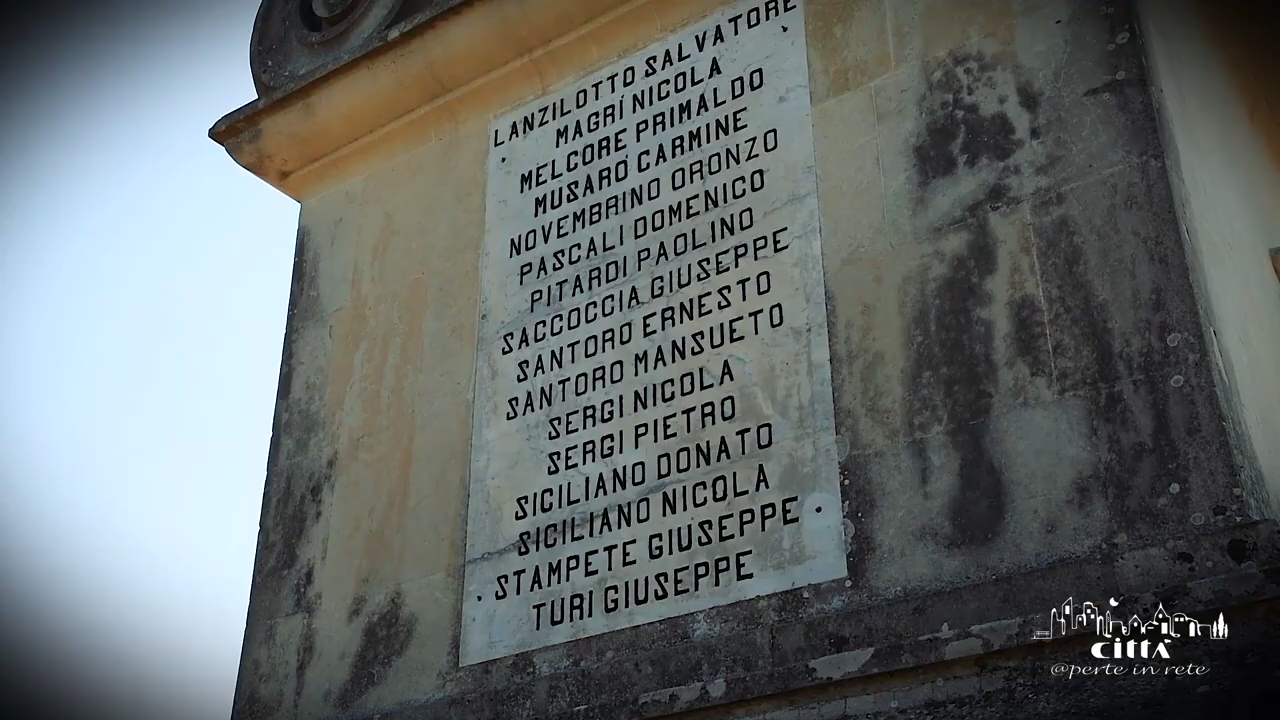 LANZILOTTO SALVATORE
MAGRÍ NICOLA
MELCORE PRIMALDO
MUSARÒ CARMINE
NOVEMBRINO ORONZO
PASCALI DOMENICO
PITARDI PAOLINO
SACCOCCIA GIUSEPPE
SANTORO ERNESTO
SANTORO MANSUETO
SERGI NICOLA
SERGI PIETRO
SICILIANO DONATO
SICILIANO NICOLA
STAMPETE GIUSEPPE
TURI GIUSEPPE
CITTÀ
@perte in rete